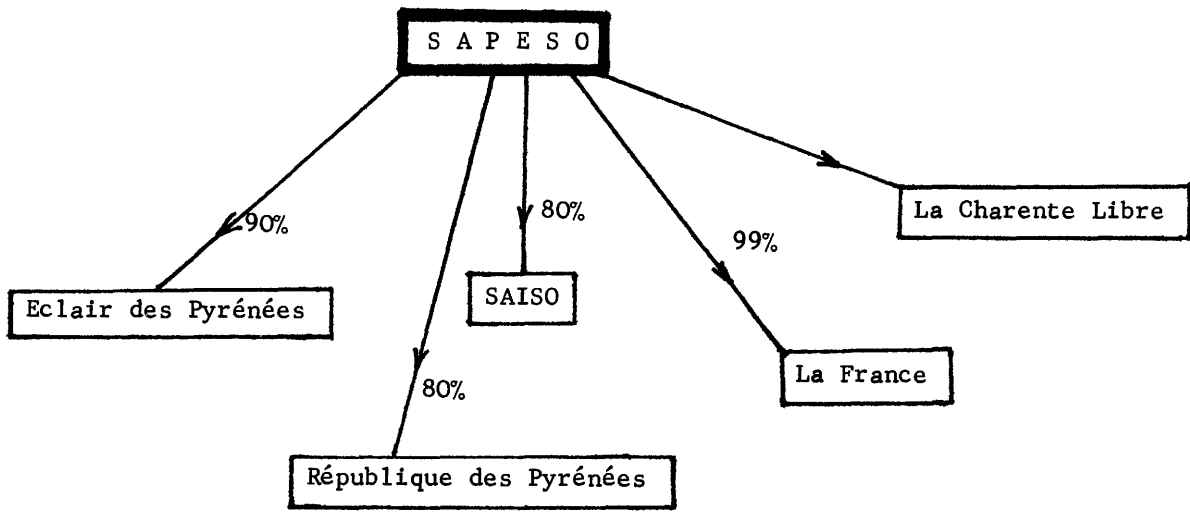 S A P E S O
90%
80%
99%
80%
La Charente Libre
Eclair des Pyrénées
SAISO
La France
République des Pyrénées